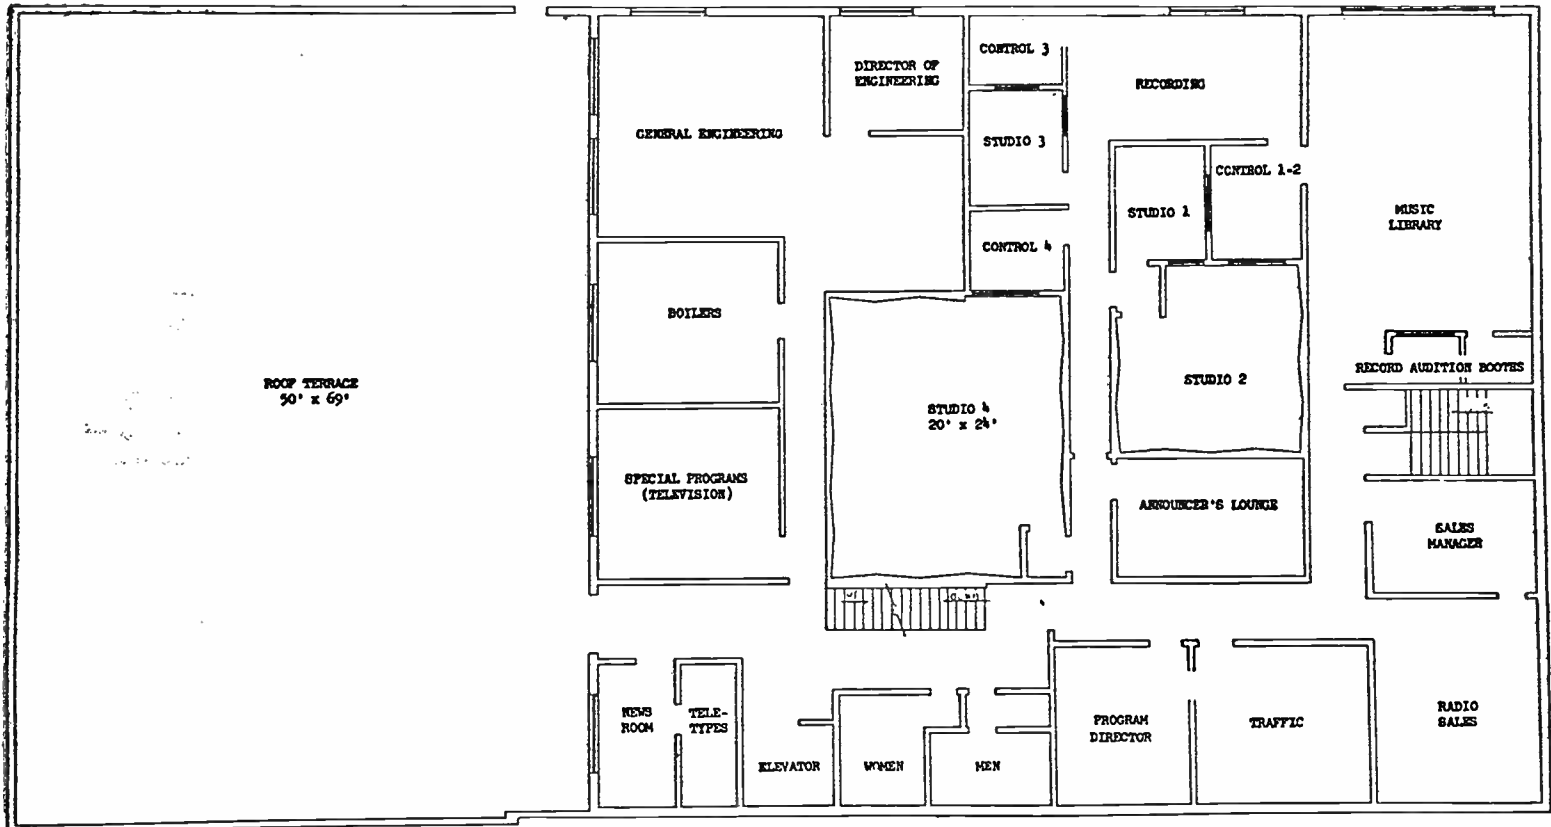 CONTROL 3
DIRECTOR OF
ENGINEERING
RECORDING
GENERAL ENGINEERING
STUDIO 3
CONTROL 1-2
STUDIO 1
MUSIC
LIBRARY
CONTROL 4
BOILERS
RECORD AUDITION BOOTHS
ROOF TERRACE
50' x 69'
STUDIO 2
STUDIO 4
20' x 24'
SPECIAL PROGRAMS
(TELEVISION)
ANNOUNCER'S LOUNGE
SALES
MANAGER
NEWS
ROOM
TELE-
TYPES
ELEVATOR
WOMEN
MEN
PROGRAM
DIRECTOR
TRAFFIC
RADIO
SALES